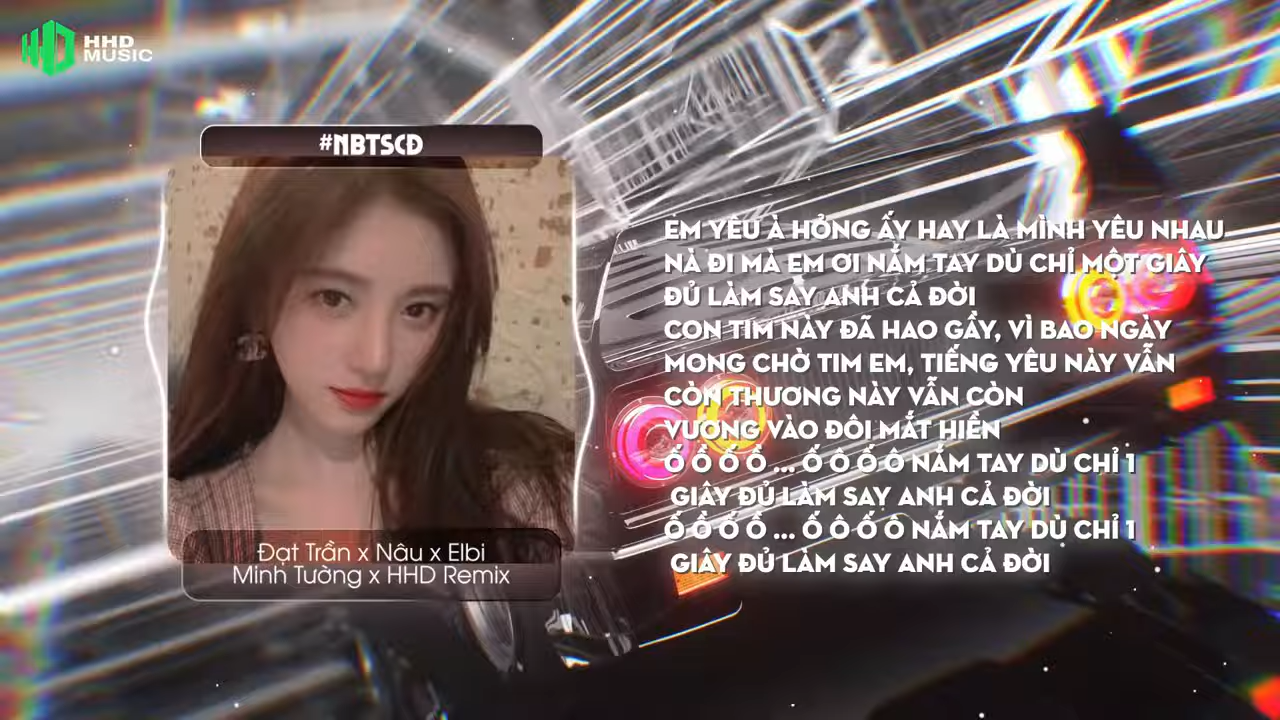 HHD
MUSIC
#NBTSCĐ
EM YÊU À HỔNG ẤY HAY LÀ MÌNH YÊU NHAU
NÀ ĐI MÀ EM ƠI NẮM TAY DÙ CHỈ MỘT GIÂY
ĐỦ LÀM SAY ANH CẢ ĐỜI
CON TIM NÀY ĐÃ HAO GẦY, VÌ BAO NGÀY
MONG CHỜ TIM EM, TIẾNG YÊU NÀY VẪN
CÒN THƯƠNG NÀY VẪN CÒN
VƯƠNG VÀO ĐÔI MẮT HIỀN
Ố Ồ Ố Ồ ... Ố Ô Ố Ô NẮM TAY DÙ CHỈ 1
GIÂY ĐỦ LÀM SAY ANH CẢ ĐỜI
Ố Ồ Ố Ồ ... Ố Ô Ố Ô NẮM TAY DÙ CHỈ 1
GIÂY ĐỦ LÀM SAY ANH CẢ ĐỜI
Đạt Trần x Nâu x Elbi
Minh Tường x HHD Remix